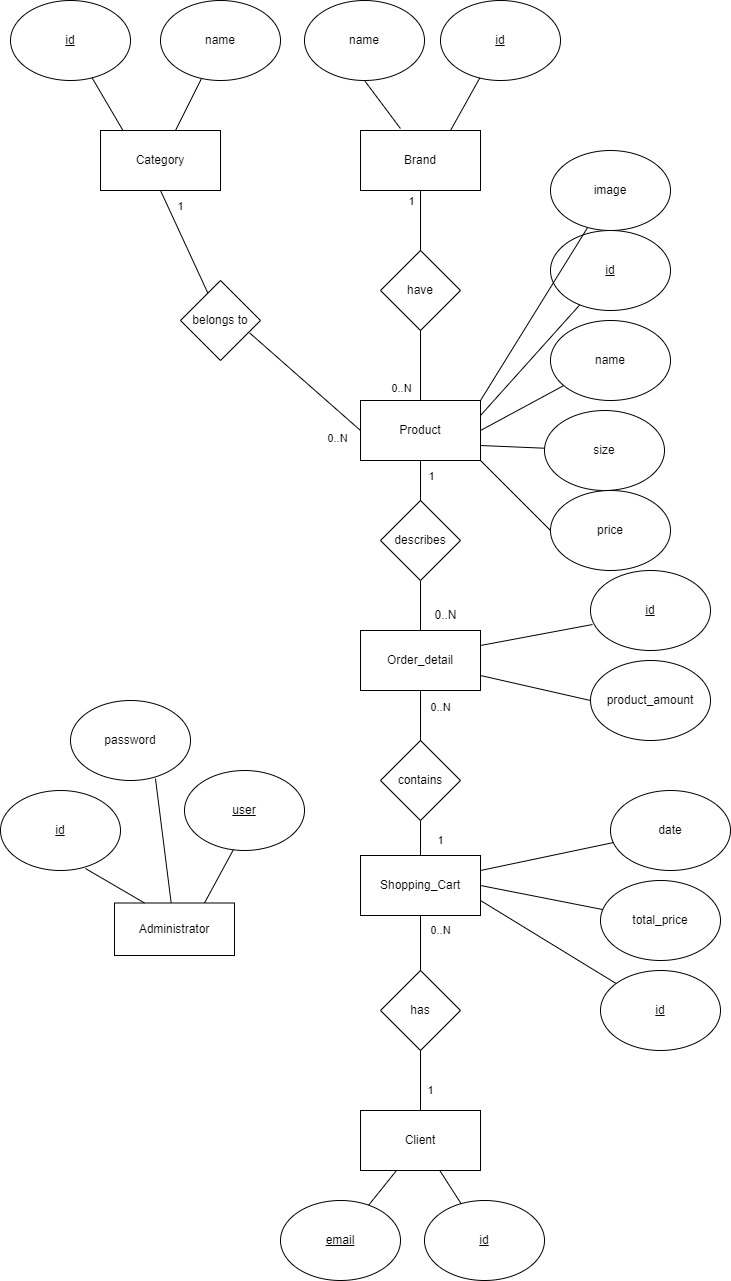 id
name
name
id
Category
Brand
image
1
1
id
have
belongs to
name
0..N
Product
0..N
size
1
price
describes
id
0..N
Order_detail
product_amount
0..N
password
contains
user
id
date
1
Shopping_Cart
total_price
Administrator
0..N
has
id
1
Client
email
id